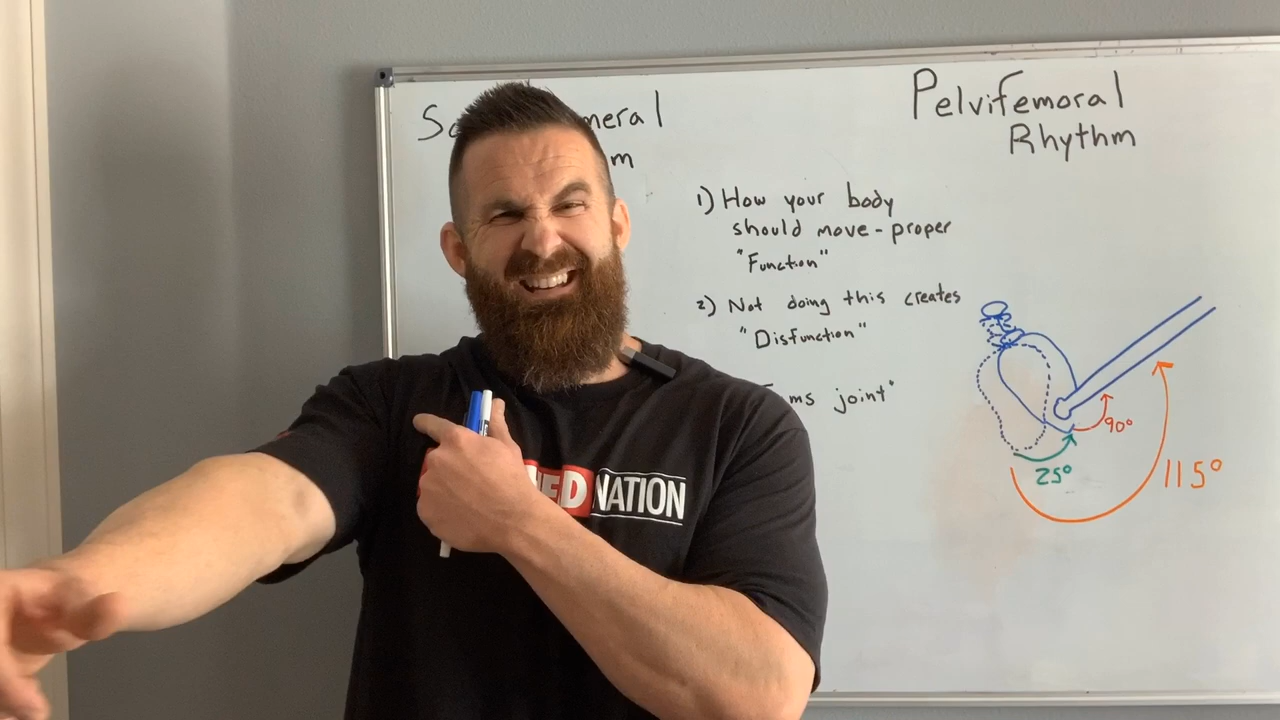 Pelvifemoral
Rhythm
1) How your body
should move - proper
"Function"
2) Not doing this creates
"Disfunction"
joint"
90°
25°
115°
NATION